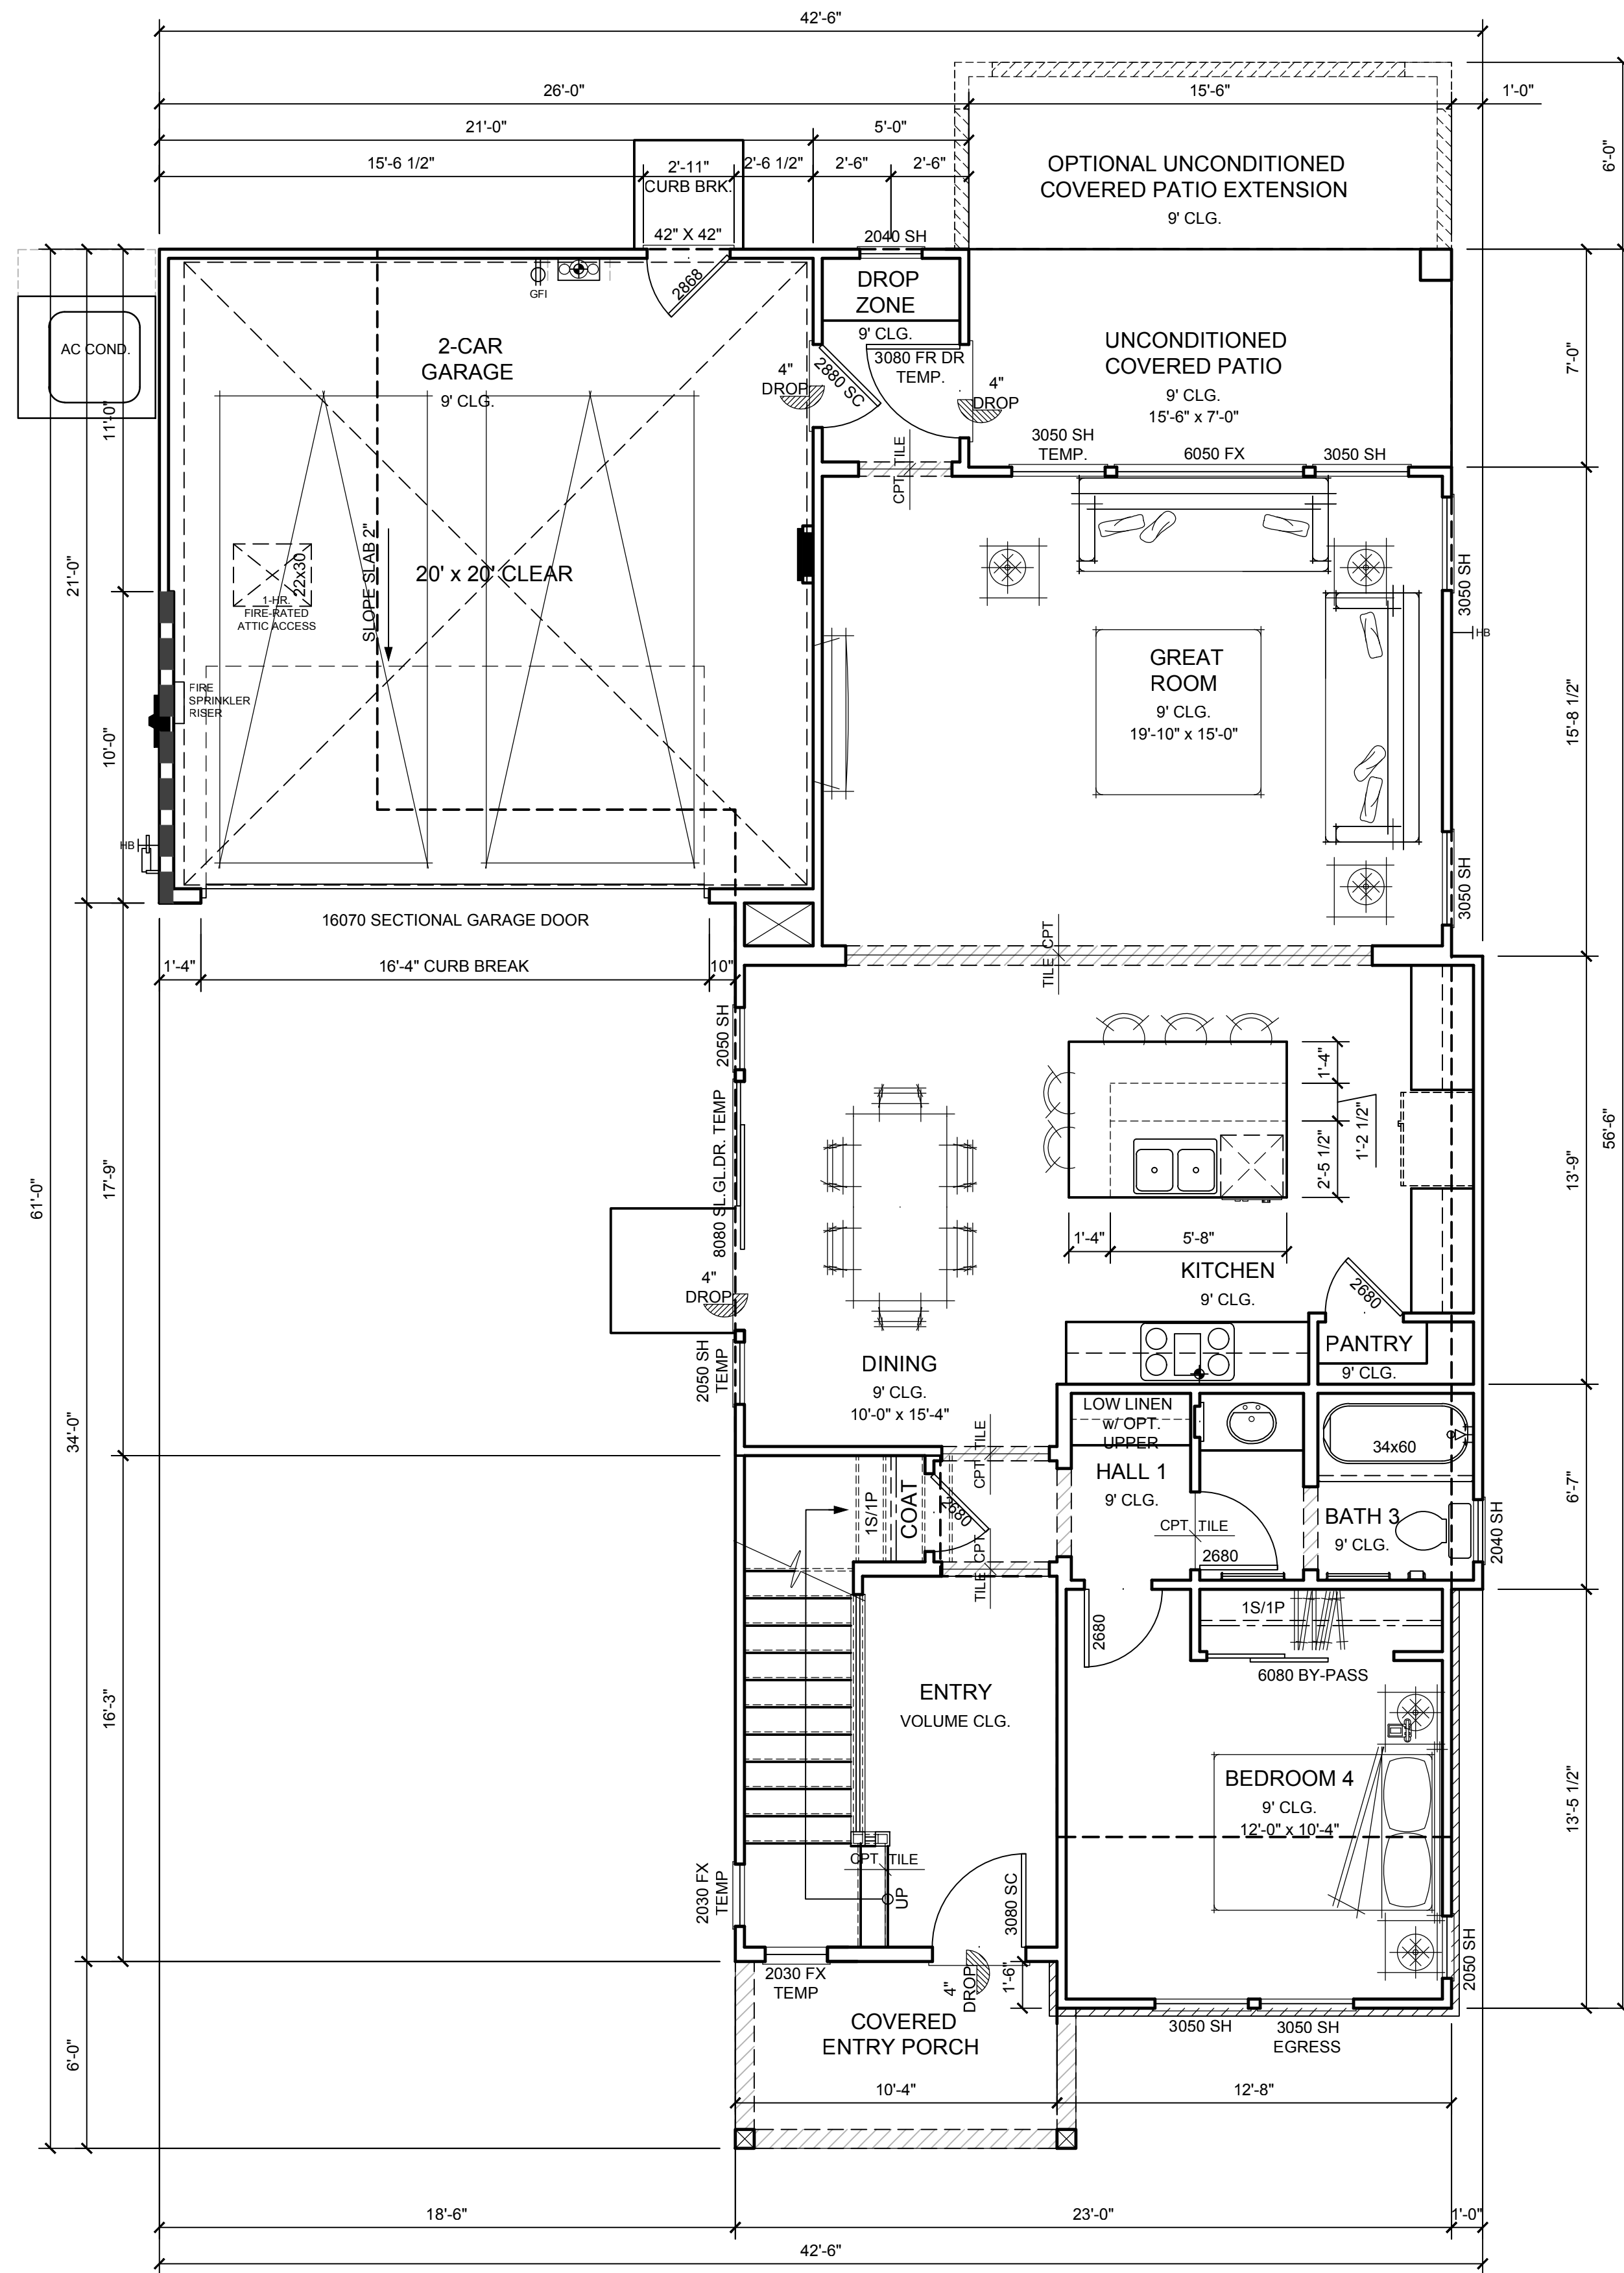 42'-6"
26'-0"
15'-6"
1'-0"
21'-0"
5'-0"
15'-6 1/2"
2'-11"
CURB BRK.
2'-6 1/2"
2'-6"
2'-6"
6'-0"
OPTIONAL UNCONDITIONED
COVERED PATIO EXTENSION
9' CLG.
42" X 42"
2040 SH
2868
GFI
DROP
ZONE
9' CLG.
3080 FR DR
TEMP.
2880 SC
4"
DROP
4"
DROP
AC COND.
2-CAR
GARAGE
9' CLG.
UNCONDITIONED
COVERED PATIO
9' CLG.
15'-6" x 7'-0"
7'-0"
11'-0"
3050 SH
TEMP.
6050 FX
3050 SH
CPT
TILE
21'-0"
22x30
1-HR.
FIRE-RATED
ATTIC ACCESS
SLOPE SLAB 2"
20' x 20' CLEAR
3050 SH
HB
GREAT
ROOM
9' CLG.
19'-10" x 15'-0"
15'-8 1/2"
FIRE
SPRINKLER
RISER
10'-0"
HB
3050 SH
16070 SECTIONAL GARAGE DOOR
1'-4"
16'-4" CURB BREAK
10"
TILE
CPT
2050 SH
8080 SL.GL.DR. TEMP
1'-4"
1'-2 1/2"
2'-5 1/2"
56'-6"
13'-9"
61'-0"
17'-9"
1'-4"
5'-8"
KITCHEN
9' CLG.
2680
4"
DROP
PANTRY
9' CLG.
2050 SH
TEMP
DINING
9' CLG.
10'-0" x 15'-4"
34'-0"
LOW LINEN
w/ OPT.
UPPER
34x60
CPT
TILE
HALL 1
9' CLG.
6'-7"
1S/1P
COAT
2680
CPT
TILE
BATH 3
9' CLG.
2040 SH
2680
TILE
CPT
2680
1S/1P
6080 BY-PASS
ENTRY
VOLUME CLG.
16'-3"
BEDROOM 4
9' CLG.
12'-0" x 10'-4"
13'-5 1/2"
CPT
TILE
UP
3080 SC
2030 FX
TEMP
2050 SH
2030 FX
TEMP
4"
DROP
1'-6"
COVERED
ENTRY PORCH
3050 SH
3050 SH
EGRESS
6'-0"
10'-4"
12'-8"
18'-6"
23'-0"
1'-0"
42'-6"